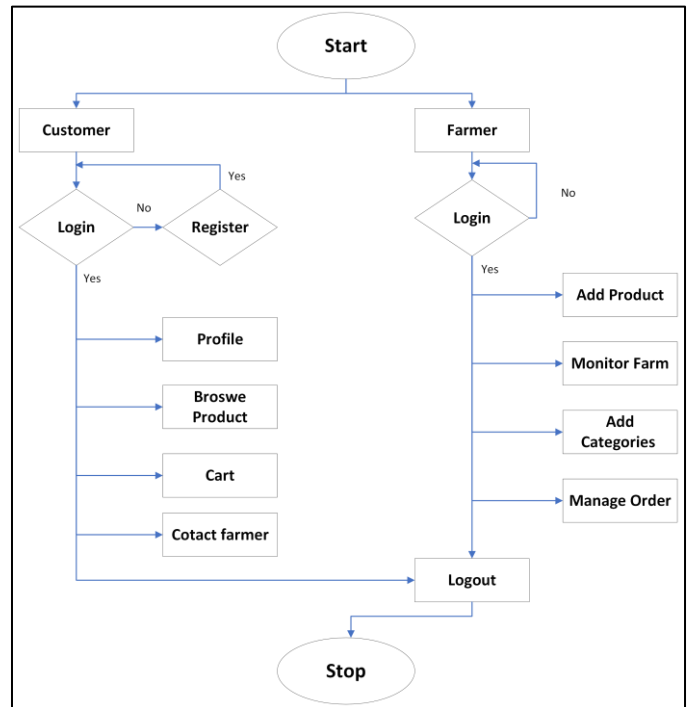 Start
Customer
Farmer
Yes
No
No
Login
Register
Login
Yes
Yes
Add Product
Profile
Monitor Farm
Broswe
Product
Add
Categories
Cart
Manage Order
Cotact farmer
Logout
Stop